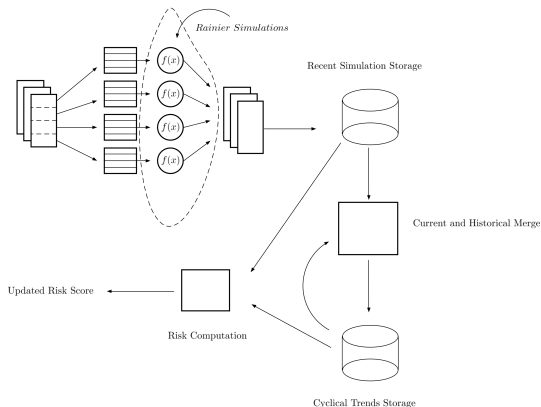 Rainier Simulations
f(x)
f(x)
f(x)
f(x)
Recent Simulation Storage
Current and Historical Merge
Updated Risk Score
Risk Computation
Cyclical Trends Storage